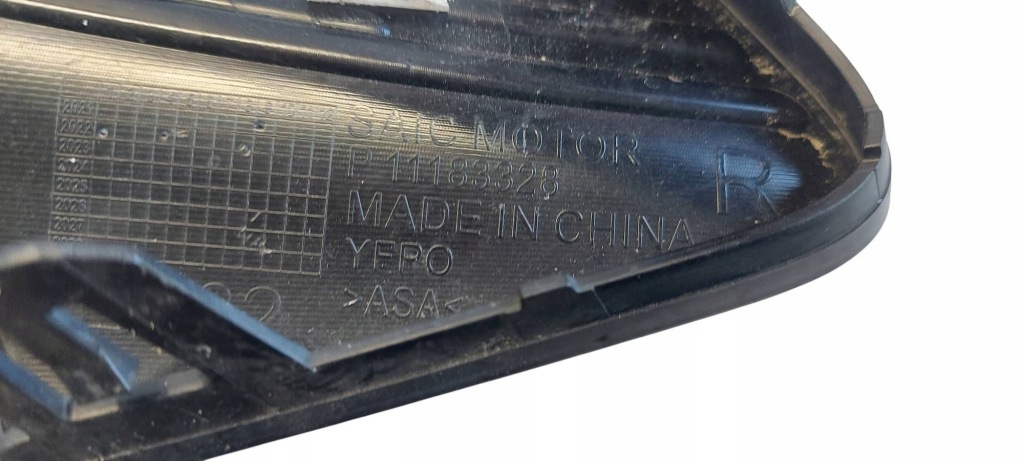 SAIC MOTOR
P 11183328
MADE IN CHINA
YFPO
>ASA<
R
2021
2022
2023
2024
2025
2026
2027